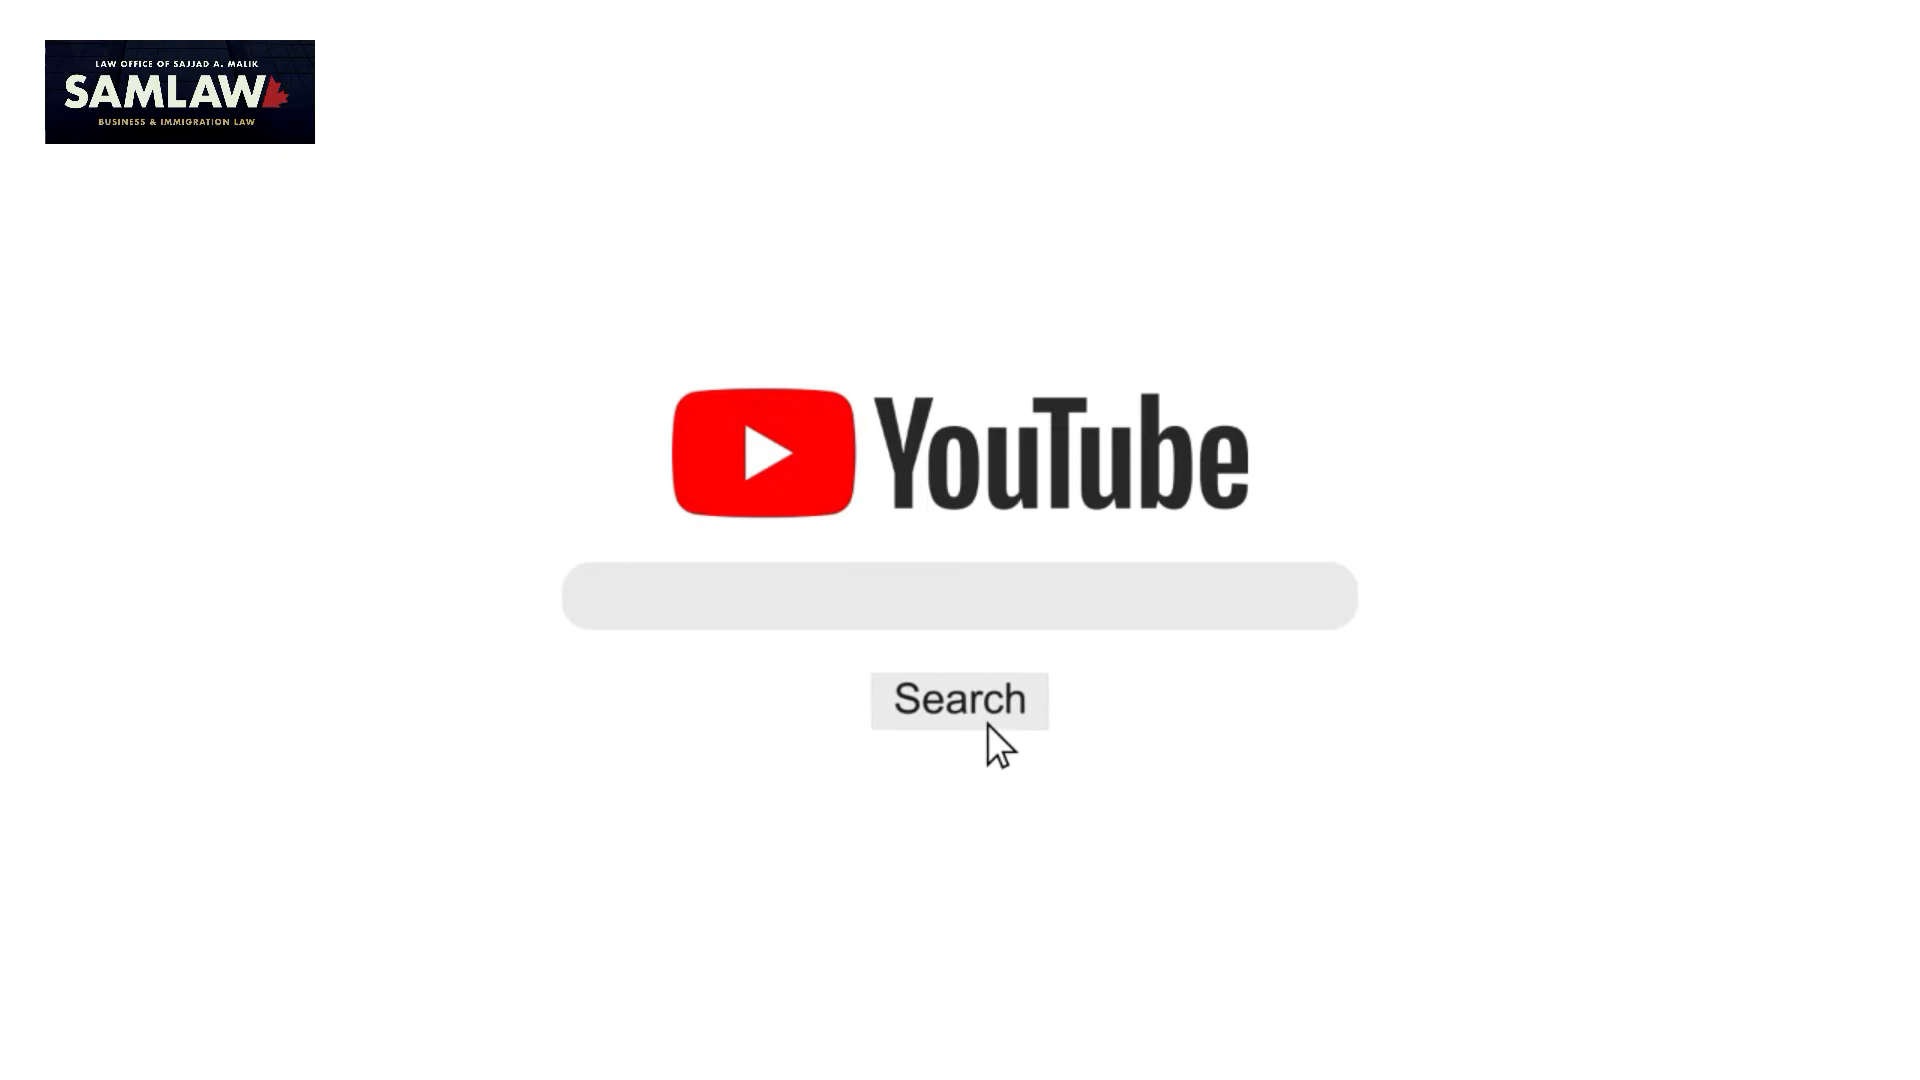 LAW OFFICE OF SAJJAD A. MALIK
SAMLAW
BUSINESS & IMMIGRATION LAW
YouTube
Search